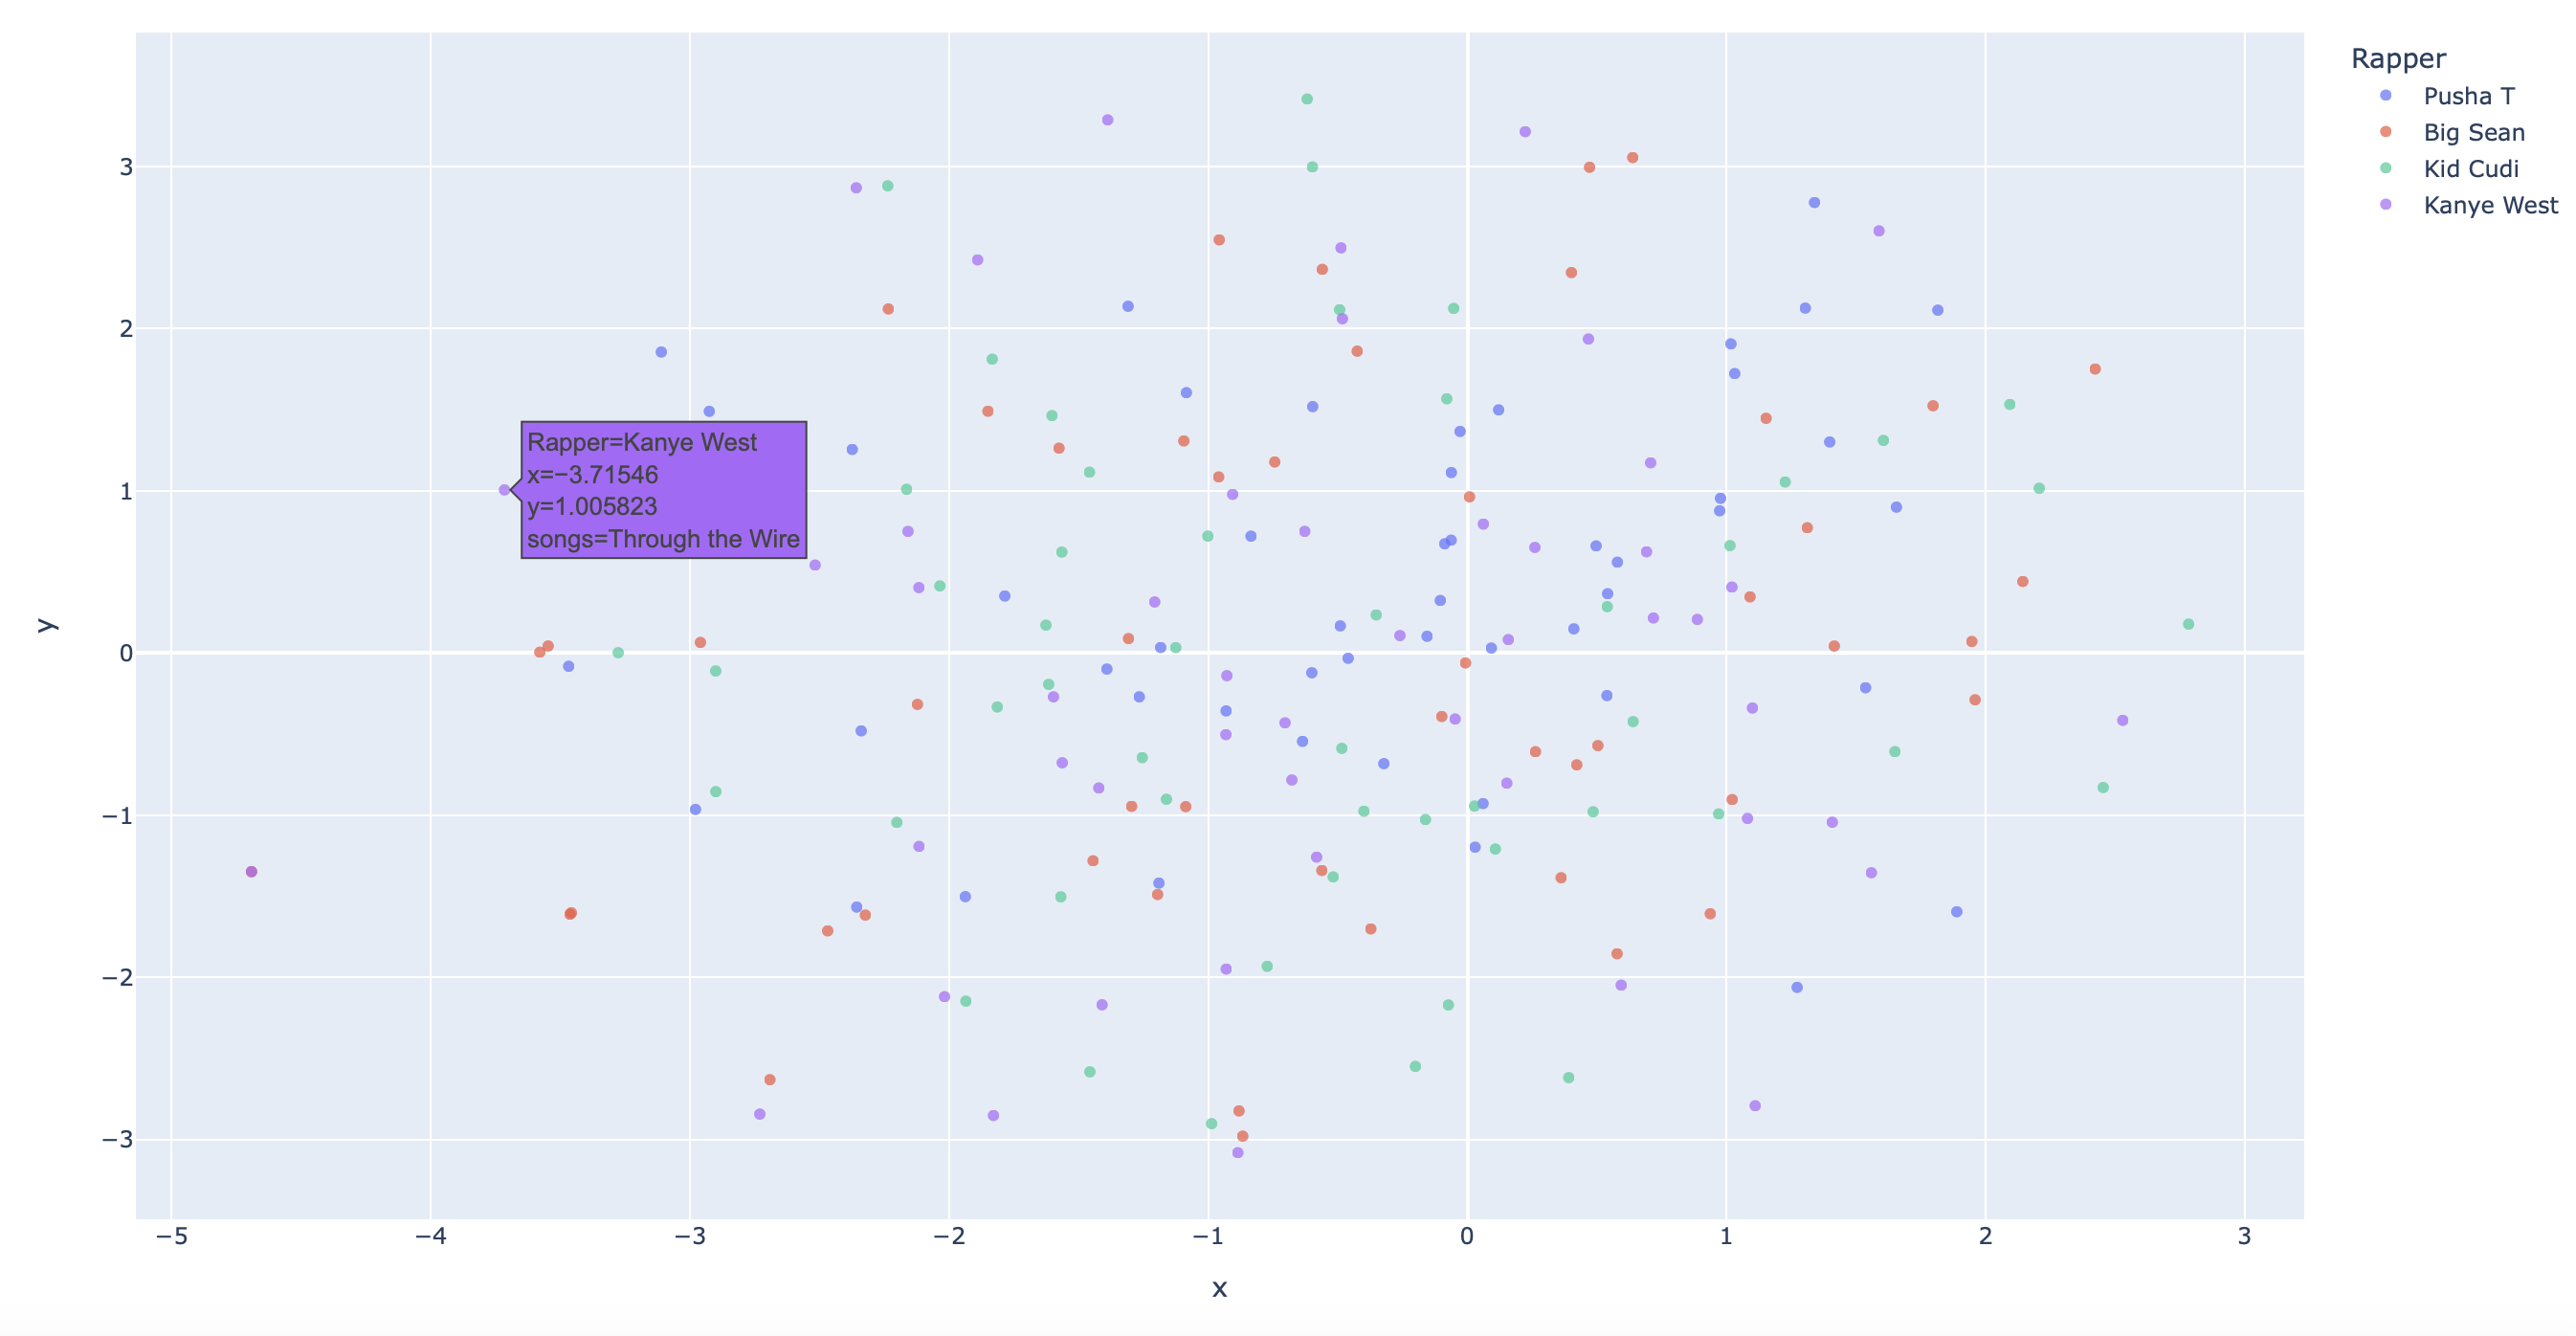 Rapper
Pusha T
Big Sean
Kid Cudi
Kanye West
3
2
1
0
−1
−2
−3
y
Rapper=Kanye West
x=−3.71546
y=1.005823
songs=Through the Wire
−5 −4 −3 −2 −1 0 1 2 3
x